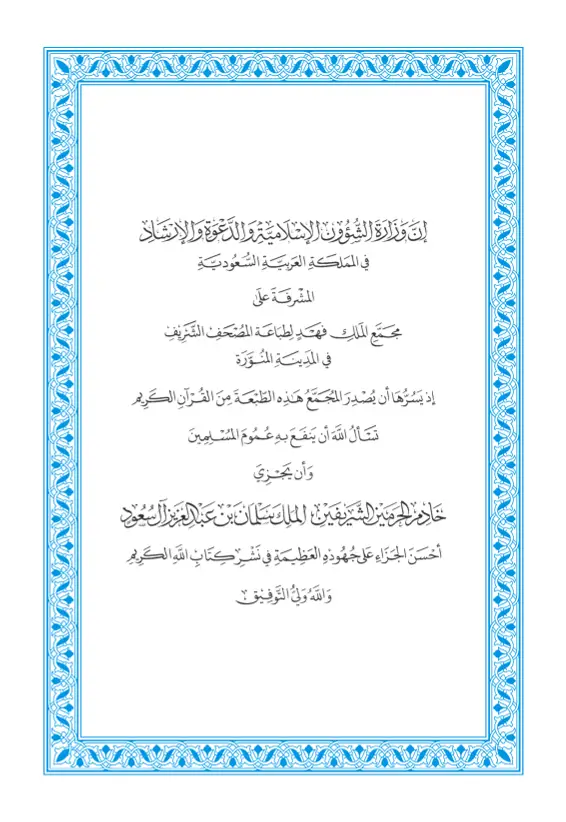 إِنَّ وَزَارَةَ الشُّؤُونِ الإِسْلَامِيَّةِ وَالدَّعْوَةِ وَالإِرْشَادِ
فِي المَمْلَكَةِ العَرَبِيَّةِ السُّعُودِيَّةِ
المُشْرِفَةَ عَلَى
مُجَمَّعِ المَلِكِ فَهْدٍ لِطِبَاعَةِ المُصْحَفِ الشَّرِيفِ
فِي المَدِينَةِ المُنَوَّرَةِ
إِذ يَسُرُّهَا أَن يُصْدِرَ المُجَمَّعُ هَذِهِ الطَّبْعَةَ مِنَ القُرْآنِ الكَرِيمِ
تَسْأَلُ اللَّهَ أَن يَنفَعَ بِهِ عُمُومَ المُسْلِمِينَ
وَأَن يَجْزِيَ
خَادِمَ الحَرَمَيْنِ الشَّرِيفَيْنِ المَلِكَ سَلْمَانَ بْنَ عَبْدِ العَزِيزِ آل سُعُود
أَحْسَنَ الجَزَاءِ عَلَى جُهُودِهِ العَظِيمَةِ فِي نَشْرِ كِتَابِ اللَّهِ الكَرِيمِ
وَاللَّهُ وَلِيُّ التَّوْفِيقِ